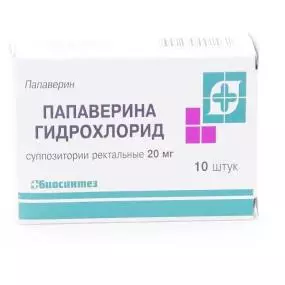 Папаверин
ПАПАВЕРИНА
ГИДРОХЛОРИД
суппозитории ректальные 20 мг
10 штук
биосинтез